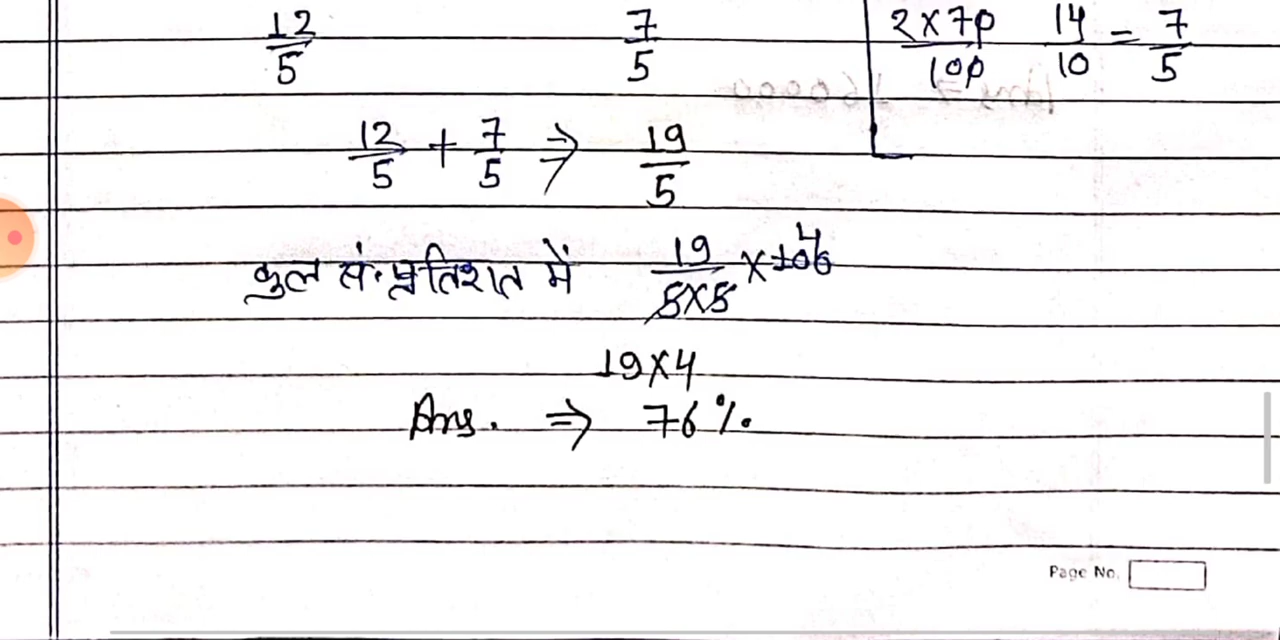 12/5 7/5 2×70/100 14/10 = 7/5
12/5 + 7/5 ⇒ 19/5
कुल सं. प्रतिशत में 19/5×5 × 100 4
19×4
Ans. ⇒ 76%
Page No.